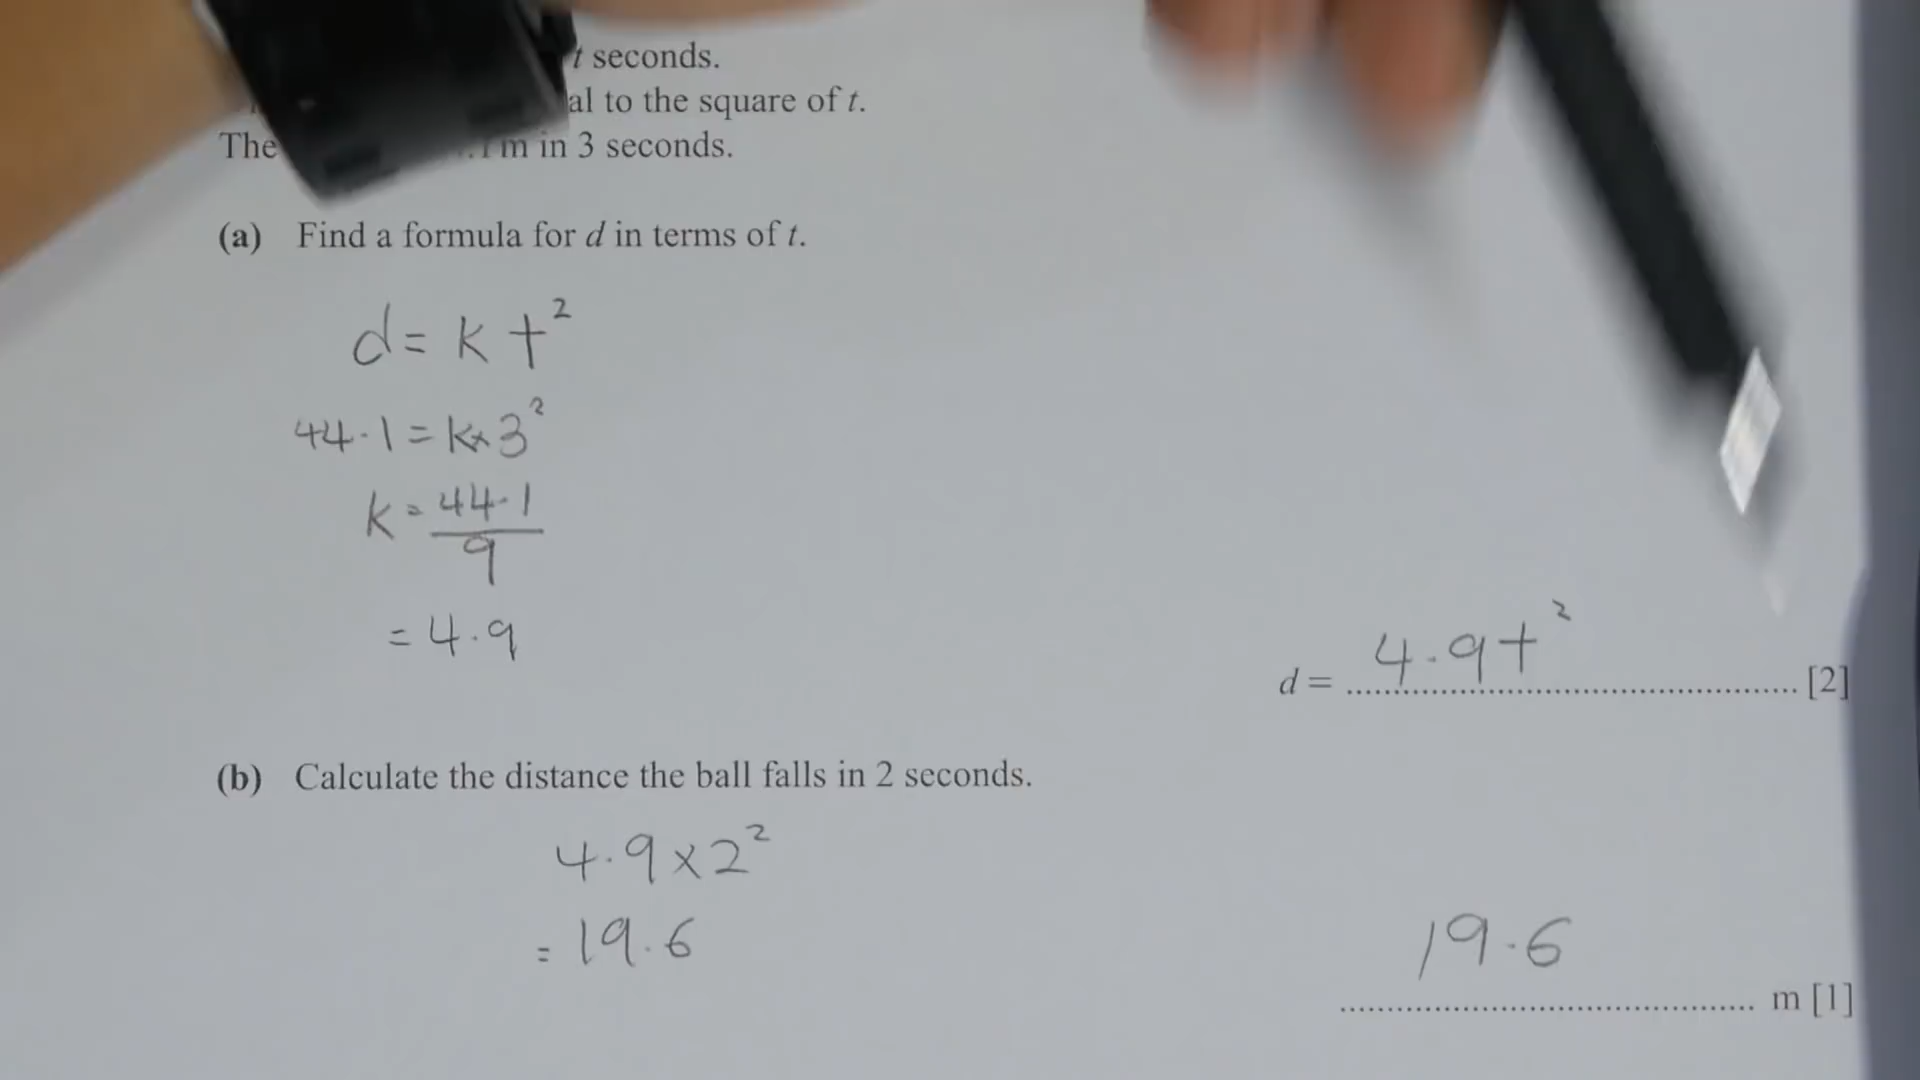 t seconds.
al to the square of t.
The m in 3 seconds.
(a) Find a formula for d in terms of t.
d = k t²
44.1 = k × 3²
k = 44.1
9
= 4.9
4.9t²
d = .......................................... [2]
(b) Calculate the distance the ball falls in 2 seconds.
4.9 × 2²
= 19.6
19.6
.......................................... m [1]